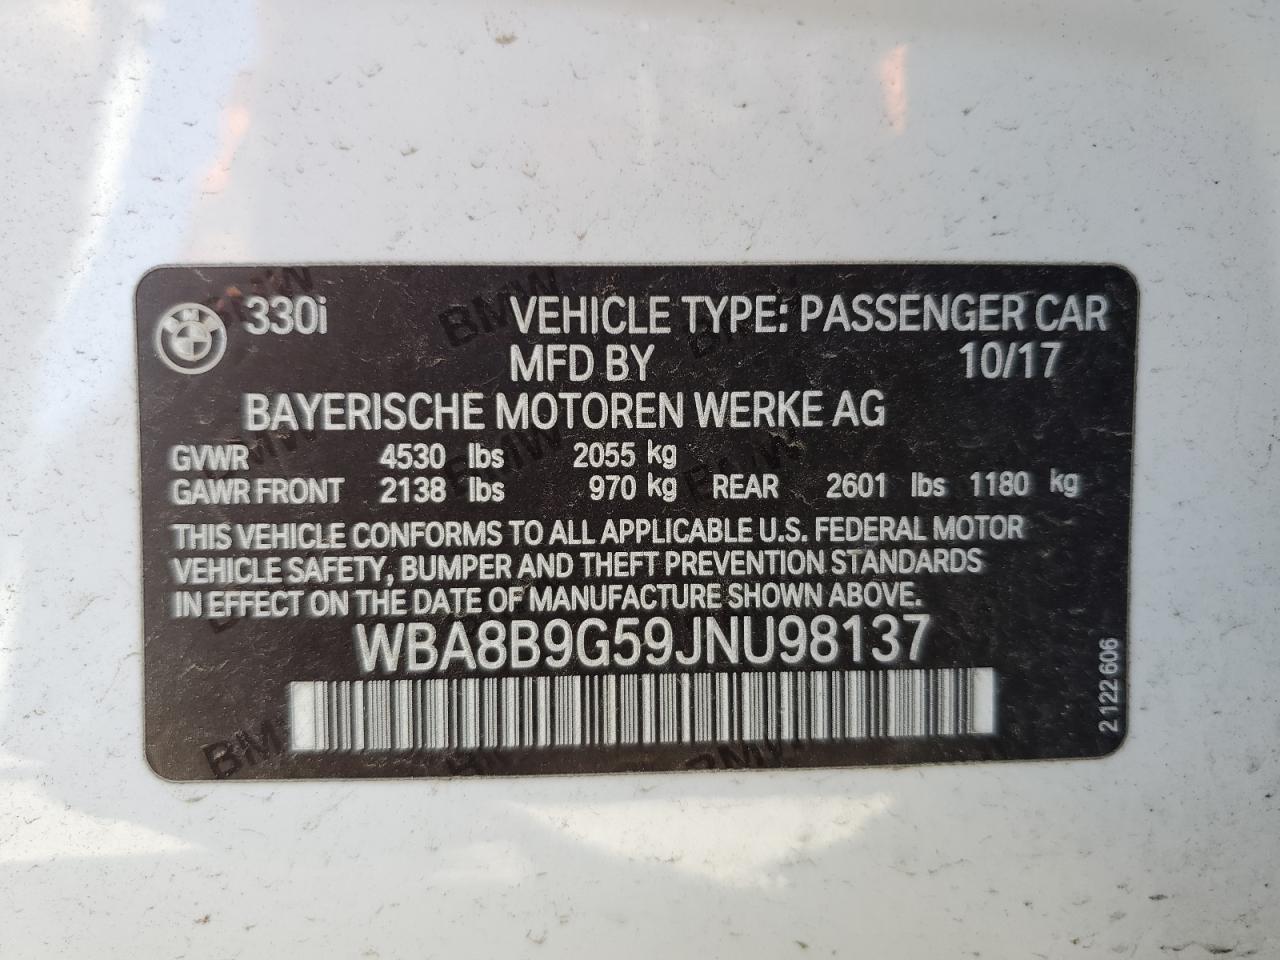 330i VEHICLE TYPE: PASSENGER CAR
MFD BY 10/17
BAYERISCHE MOTOREN WERKE AG
GVWR 4530 lbs 2055 kg
GAWR FRONT 2138 lbs 970 kg REAR 2601 lbs 1180 kg
THIS VEHICLE CONFORMS TO ALL APPLICABLE U.S. FEDERAL MOTOR
VEHICLE SAFETY, BUMPER AND THEFT PREVENTION STANDARDS
IN EFFECT ON THE DATE OF MANUFACTURE SHOWN ABOVE.
WBA8B9G59JNU98137
2 122 606